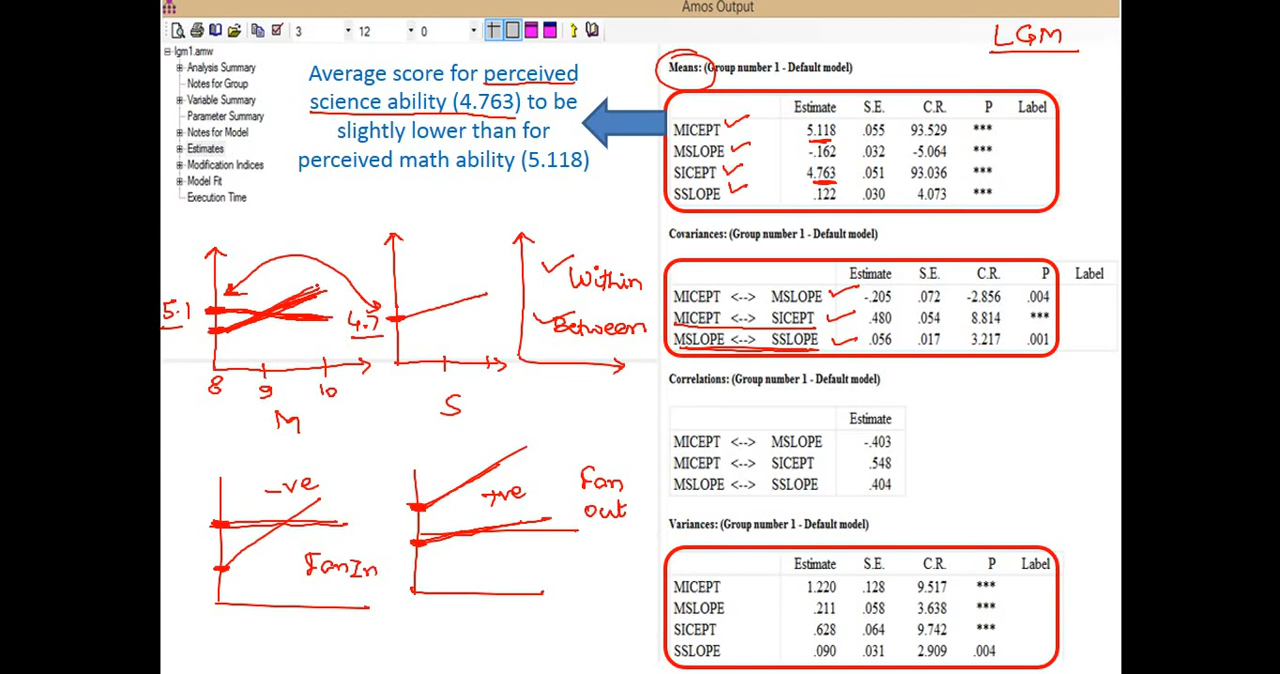 Amos Output
3 12 0
LGM
lgm1.amw
Analysis Summary
Notes for Group
Variable Summary
Parameter Summary
Notes for Model
Estimates
Modification Indices
Model Fit
Execution Time
Average score for perceived
science ability (4.763) to be
slightly lower than for
perceived math ability (5.118)
Means: (Group number 1 - Default model)
Estimate S.E. C.R. P Label
MICEPT 5.118 .055 93.529 ***
MSLOPE -.162 .032 -5.064 ***
SICEPT 4.763 .051 93.036 ***
SSLOPE .122 .030 4.073 ***
Covariances: (Group number 1 - Default model)
Estimate S.E. C.R. P Label
MICEPT <--> MSLOPE -.205 .072 -2.856 .004
MICEPT <--> SICEPT .480 .054 8.814 ***
MSLOPE <--> SSLOPE .056 .017 3.217 .001
Correlations: (Group number 1 - Default model)
Estimate
MICEPT <--> MSLOPE -.403
MICEPT <--> SICEPT .548
MSLOPE <--> SSLOPE .404
Variances: (Group number 1 - Default model)
Estimate S.E. C.R. P Label
MICEPT 1.220 .128 9.517 ***
MSLOPE .211 .058 3.638 ***
SICEPT .628 .064 9.742 ***
SSLOPE .090 .031 2.909 .004
5.1
4.7
Within
Between
8 9 10
M
S
-ve
Fan In
+ve
Fan
out